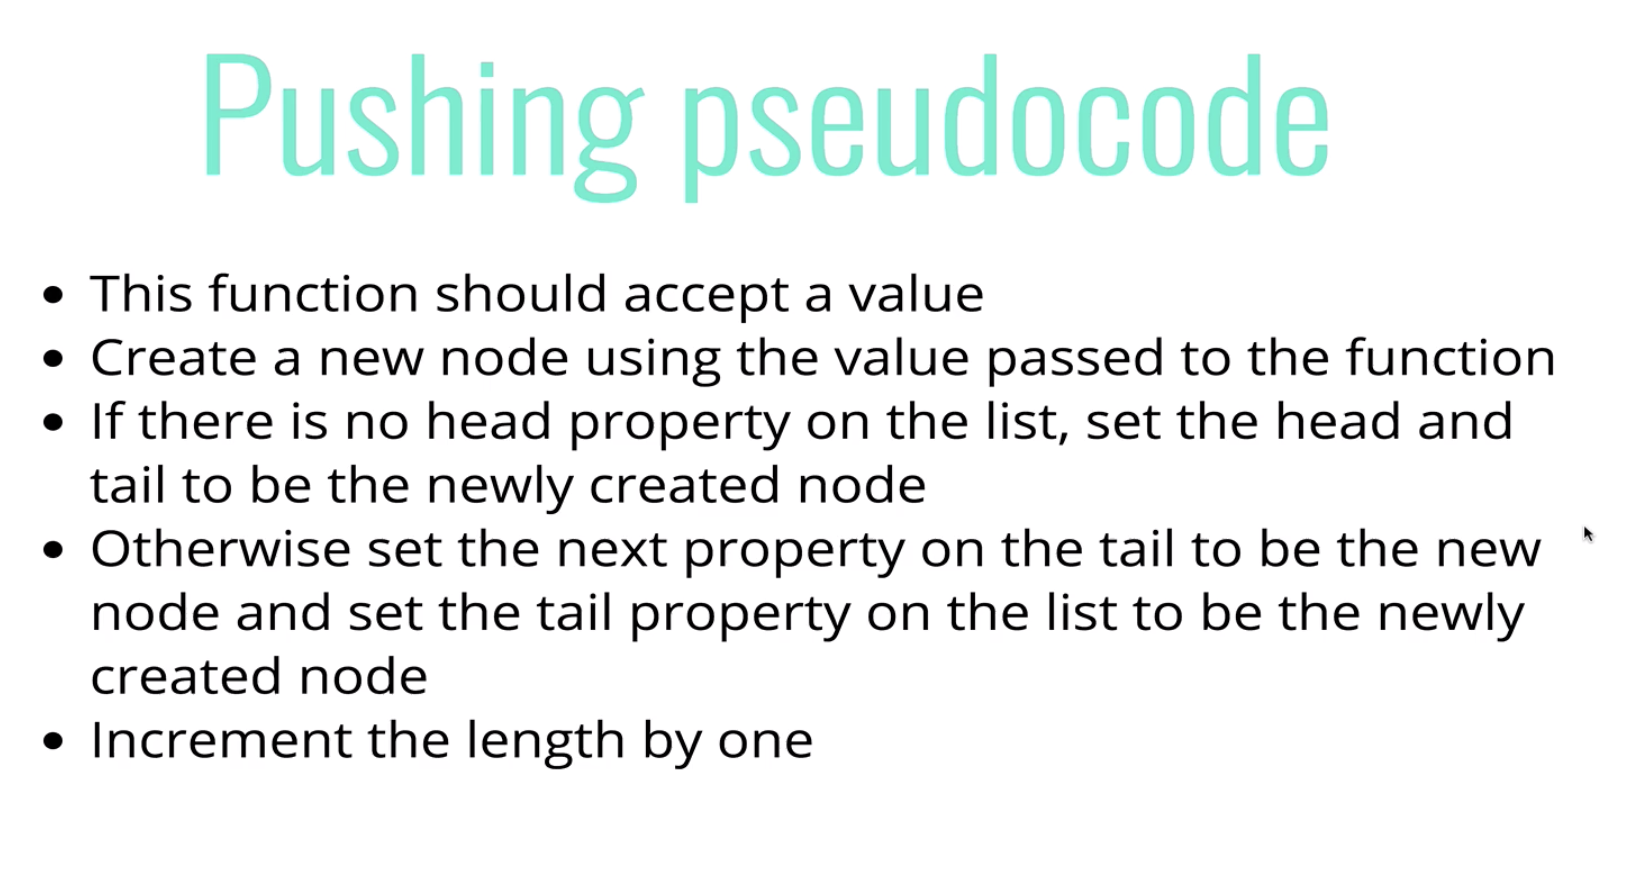 Pushing pseudocode
• This function should accept a value
• Create a new node using the value passed to the function
• If there is no head property on the list, set the head and
tail to be the newly created node
• Otherwise set the next property on the tail to be the new
node and set the tail property on the list to be the newly
created node
• Increment the length by one